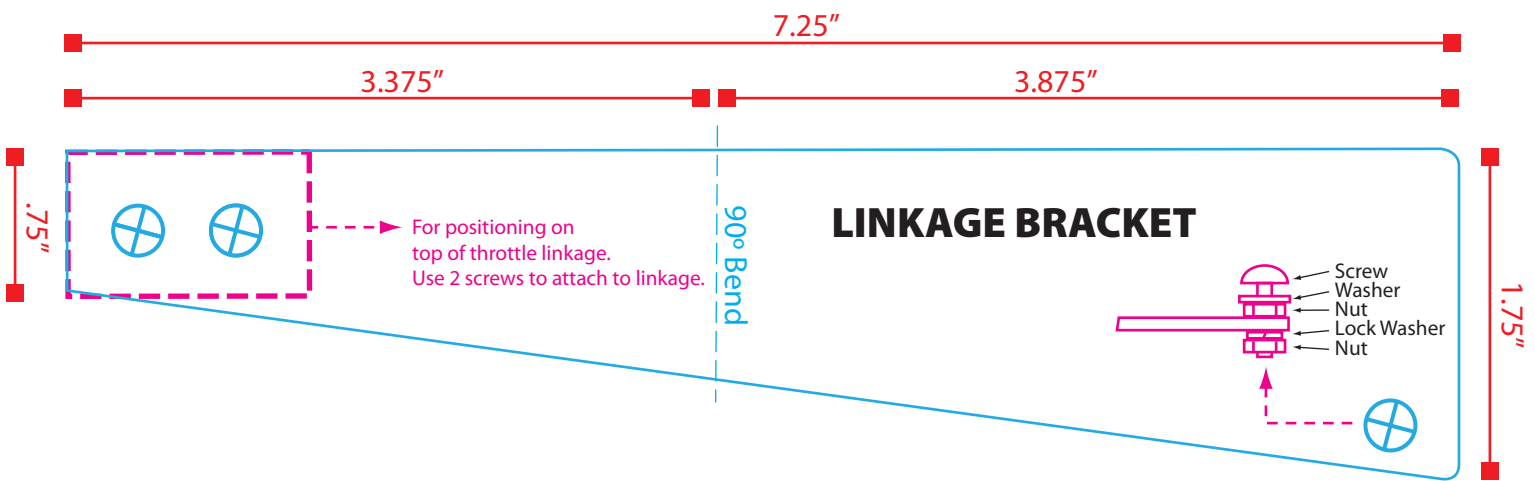 7.25”
3.375”
3.875”
.75”
For positioning on
top of throttle linkage.
Use 2 screws to attach to linkage.
90º Bend
LINKAGE BRACKET
Screw
Washer
Nut
Lock Washer
Nut
1.75”